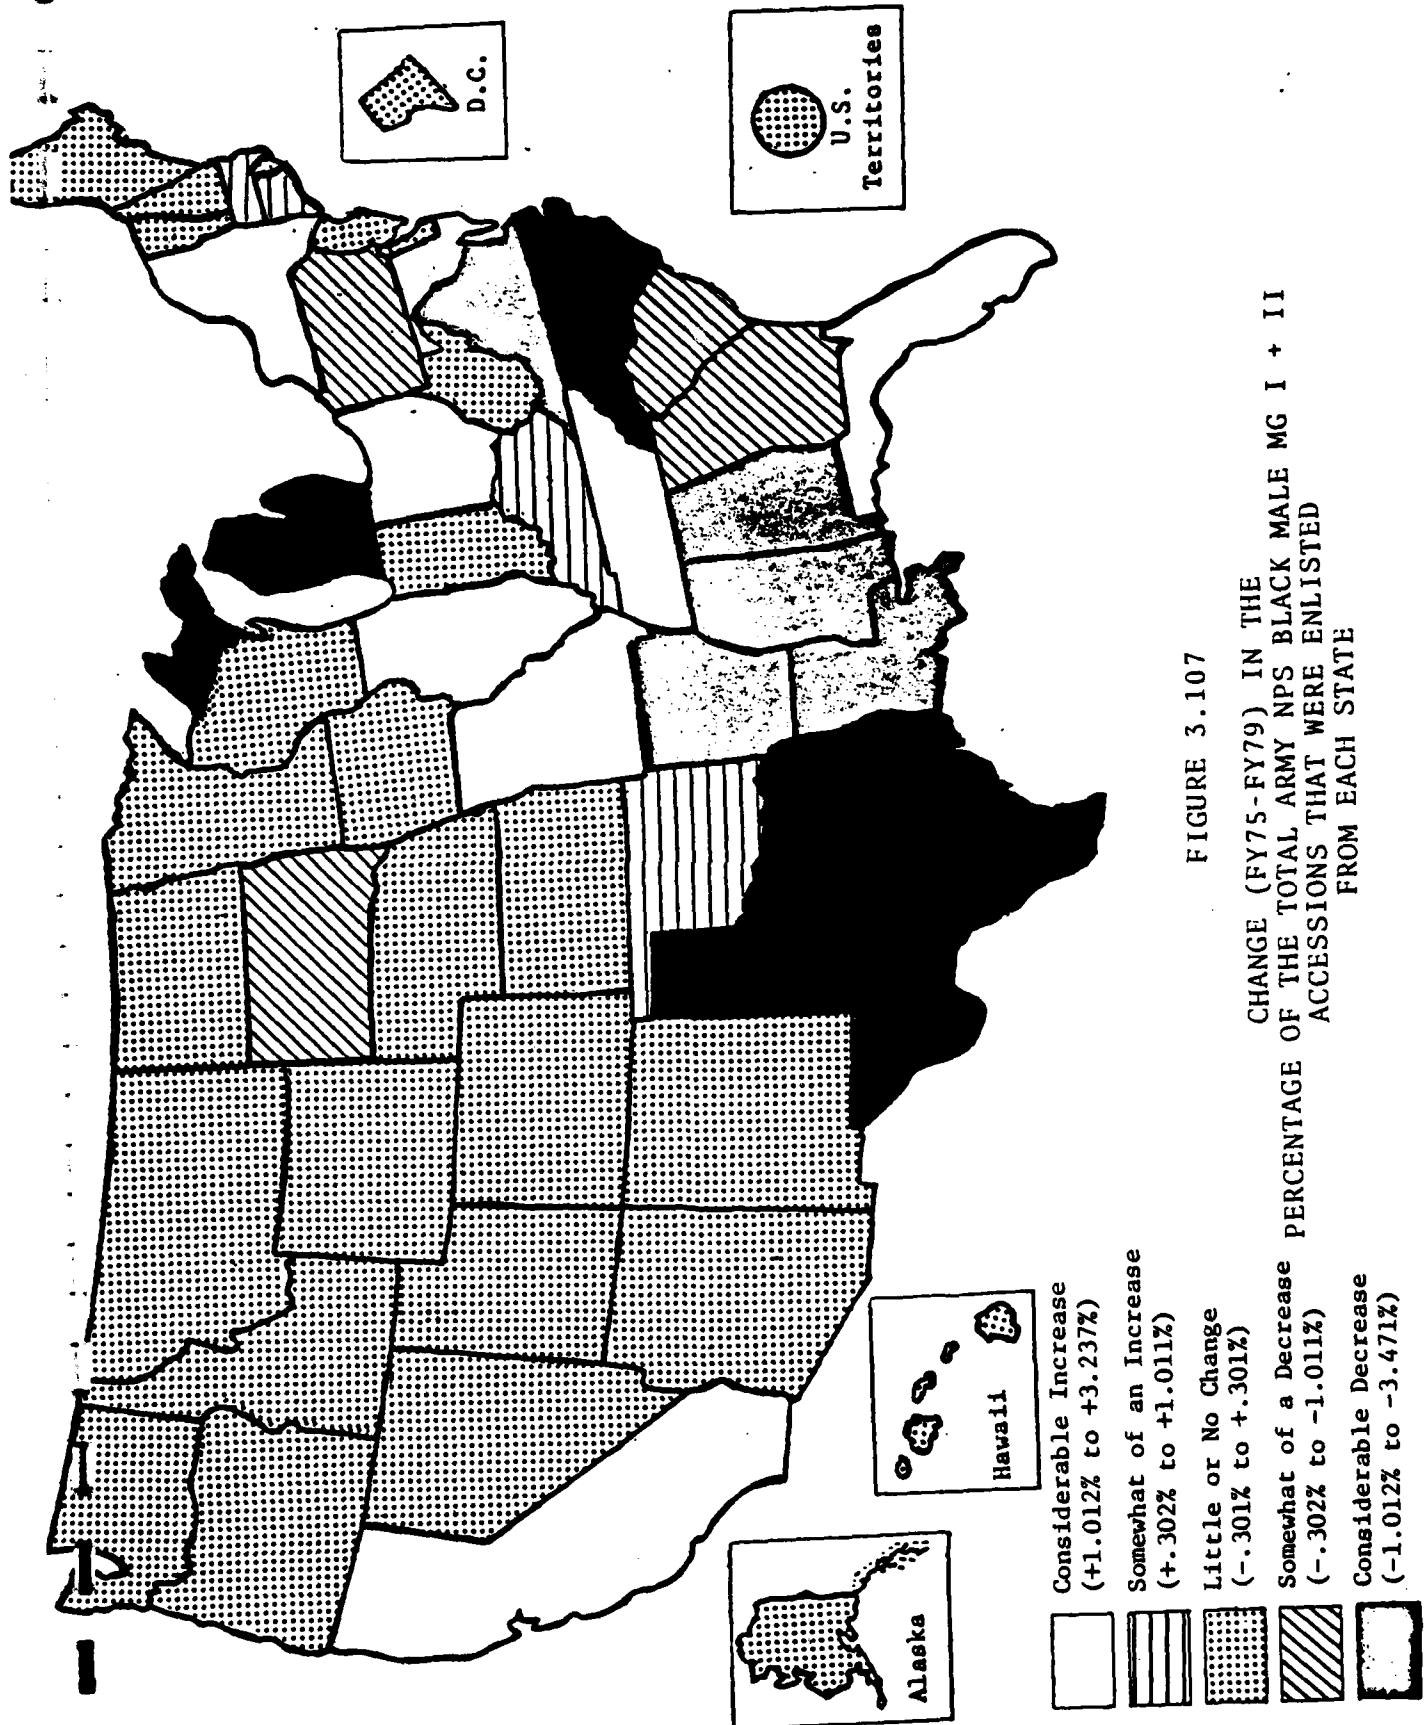 D.C.
U.S.
Territories
Alaska
Hawaii
Considerable Increase
(+1.012% to +3.237%)
Somewhat of an Increase
(+.302% to +1.011%)
Little or No Change
(-.301% to +.301%)
Somewhat of a Decrease
(-.302% to -1.011%)
Considerable Decrease
(-1.012% to -3.471%)
FIGURE 3.107
CHANGE (FY75-FY79) IN THE
PERCENTAGE OF THE TOTAL ARMY NPS BLACK MALE MG I + II
ACCESSIONS THAT WERE ENLISTED
FROM EACH STATE